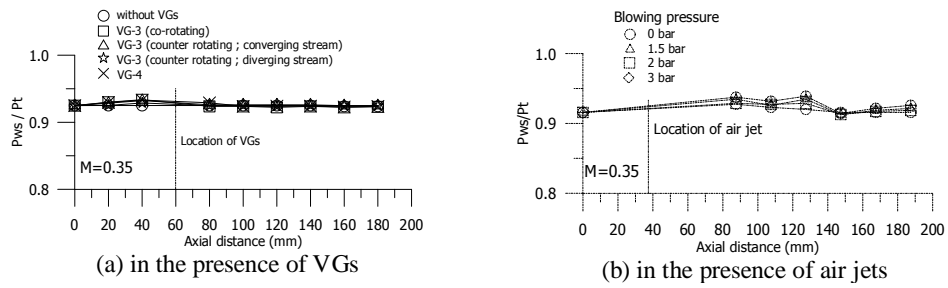 without VGs
VG-3 (co-rotating)
VG-3 (counter rotating ; converging stream)
VG-3 (counter rotating ; diverging stream)
VG-4
1.0
0.9
0.8
Pws / Pt
Location of VGs
M=0.35
0 20 40 60 80 100 120 140 160 180 200
Axial distance (mm)
(a) in the presence of VGs
Blowing pressure
0 bar
1.5 bar
2 bar
3 bar
1.0
0.9
0.8
Pws/Pt
Location of air jet
M=0.35
0 20 40 60 80 100 120 140 160 180 200
Axial distance (mm)
(b) in the presence of air jets